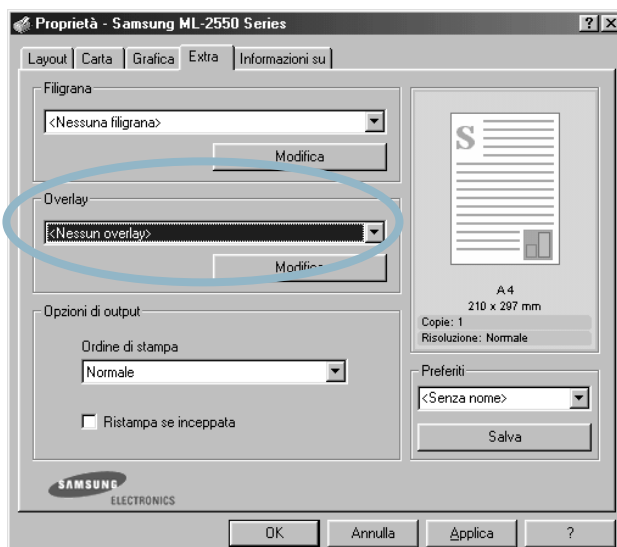 Proprietà - Samsung ML-2550 Series
? ×
Layout Carta Grafica Extra Informazioni su
Filigrana
<Nessuna filigrana>
Modifica
Overlay
<Nessun overlay>
Modifica
Opzioni di output
Ordine di stampa
Normale
Ristampa se inceppata
S
A4
210 x 297 mm
Copie: 1
Risoluzione: Normale
Preferiti
<Senza nome>
Salva
SAMSUNG
ELECTRONICS
OK Annulla Applica ?